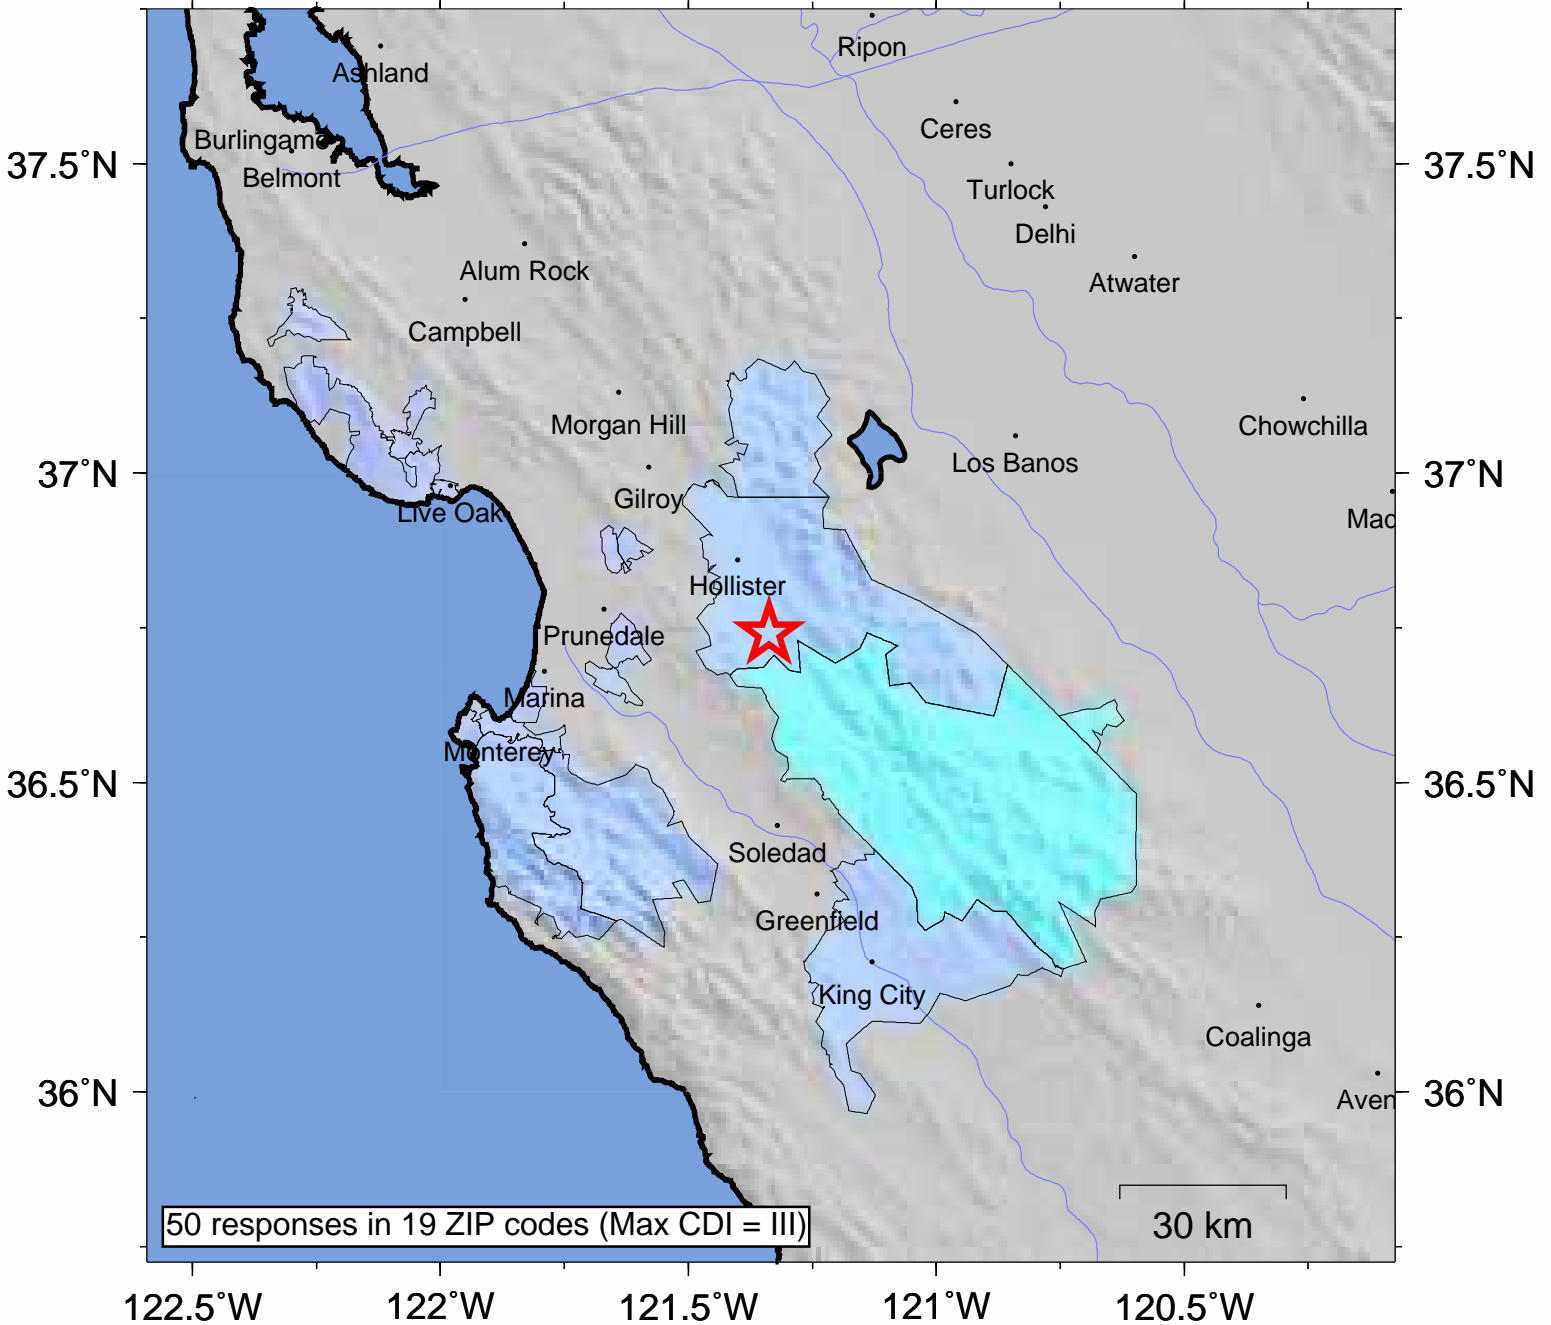 Ripon
Ashland
Ceres
Burlingame
37.5°N
37.5°N
Belmont
Turlock
Delhi
Alum Rock
Atwater
Campbell
Morgan Hill
Chowchilla
Los Banos
37°N
37°N
Gilroy
Live Oak
Mad
Hollister
Prunedale
Marina
Monterey
36.5°N
36.5°N
Soledad
Greenfield
King City
Coalinga
36°N
36°N
Aven
50 responses in 19 ZIP codes (Max CDI = III)
30 km
122.5°W
122°W
121.5°W
121°W
120.5°W